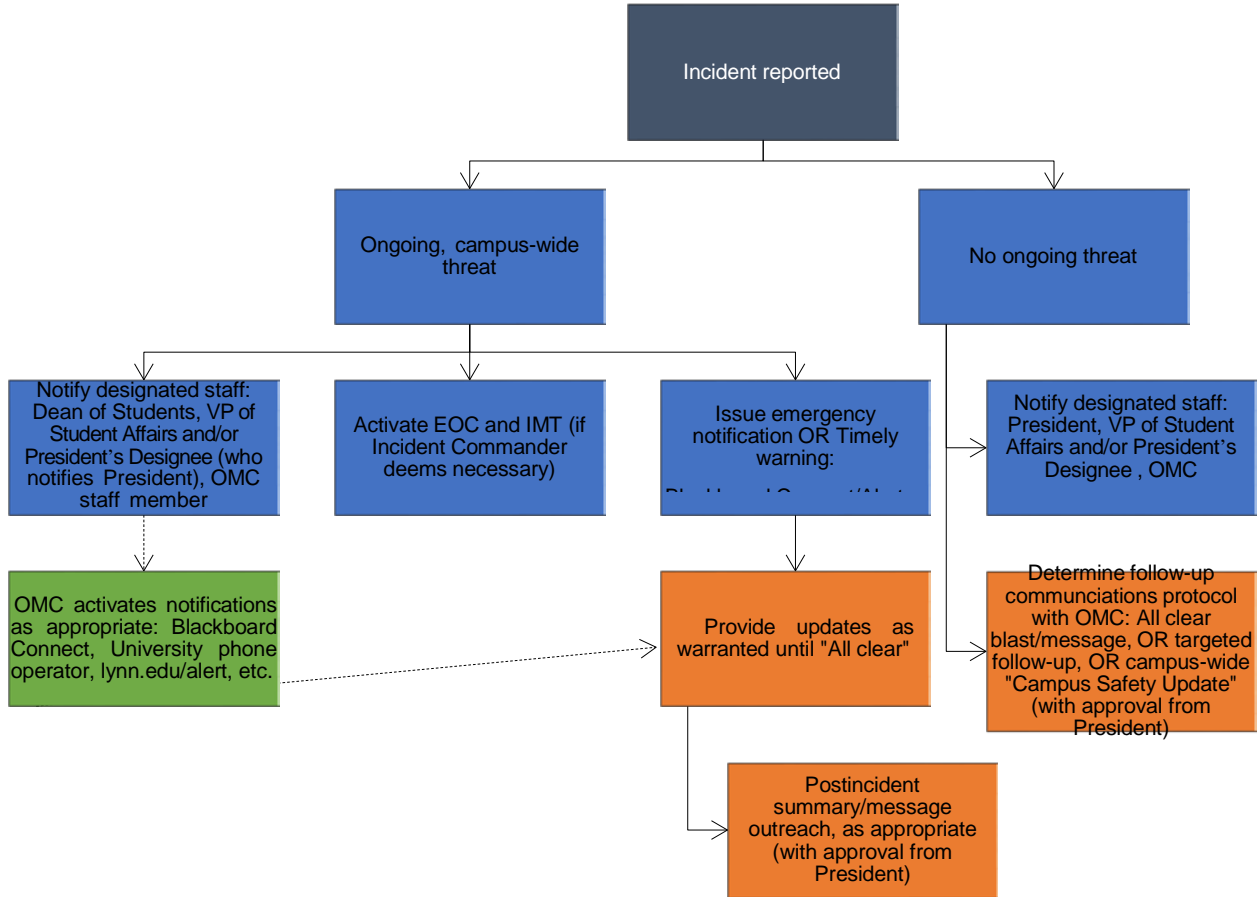 Incident reported
Ongoing, campus-wide
threat
No ongoing threat
Notify designated staff:
Dean of Students, VP of
Student Affairs and/or
President's Designee (who
notifies President), OMC
staff member
Activate EOC and IMT (if
Incident Commander
deems necessary)
Issue emergency
notification OR Timely
warning:
Notify designated staff:
President, VP of Student
Affairs and/or President's
Designee , OMC
OMC activates notifications
as appropriate: Blackboard
Connect, University phone
operator, lynn.edu/alert, etc.
Provide updates as
warranted until "All clear"
Determine follow-up
communciations protocol
with OMC: All clear
blast/message, OR targeted
follow-up, OR campus-wide
"Campus Safety Update"
(with approval from
President)
Postincident
summary/message
outreach, as appropriate
(with approval from
President)